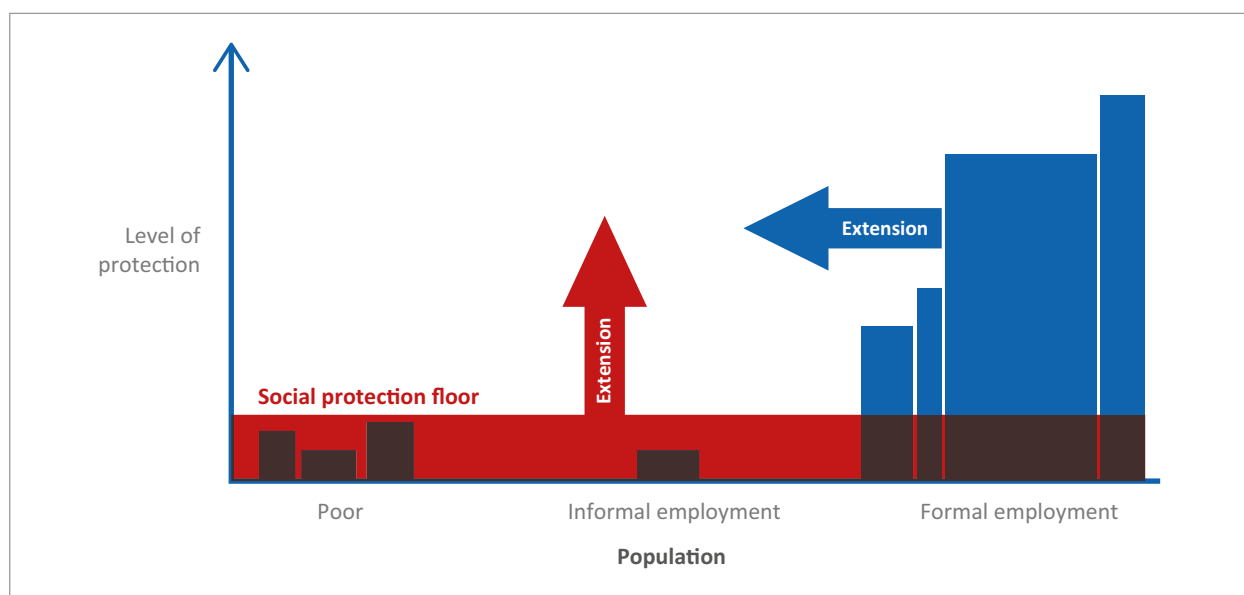 Level of
protection
Extension
Extension
Social protection floor
Poor
Informal employment
Formal employment
Population